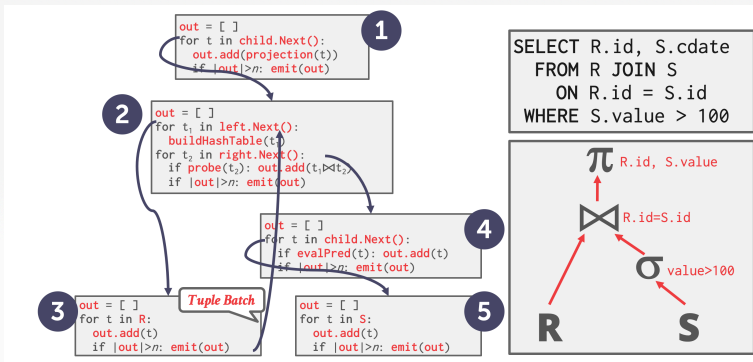 1
out = [ ]
for t in child.Next():
out.add(projection(t))
if |out|>n: emit(out)
2
out = [ ]
for t₁ in left.Next():
buildHashTable(t₁)
for t₂ in right.Next():
if probe(t₂): out.add(t₁⋈t₂)
if |out|>n: emit(out)
4
out = [ ]
for t in child.Next():
if evalPred(t): out.add(t)
if |out|>n: emit(out)
3
out = [ ]
for t in R:
out.add(t)
if |out|>n: emit(out)
Tuple Batch
5
out = [ ]
for t in S:
out.add(t)
if |out|>n: emit(out)
SELECT R.id, S.cdate
FROM R JOIN S
ON R.id = S.id
WHERE S.value > 100
π R.id, S.value
⋈ R.id=S.id
σ value>100
R S